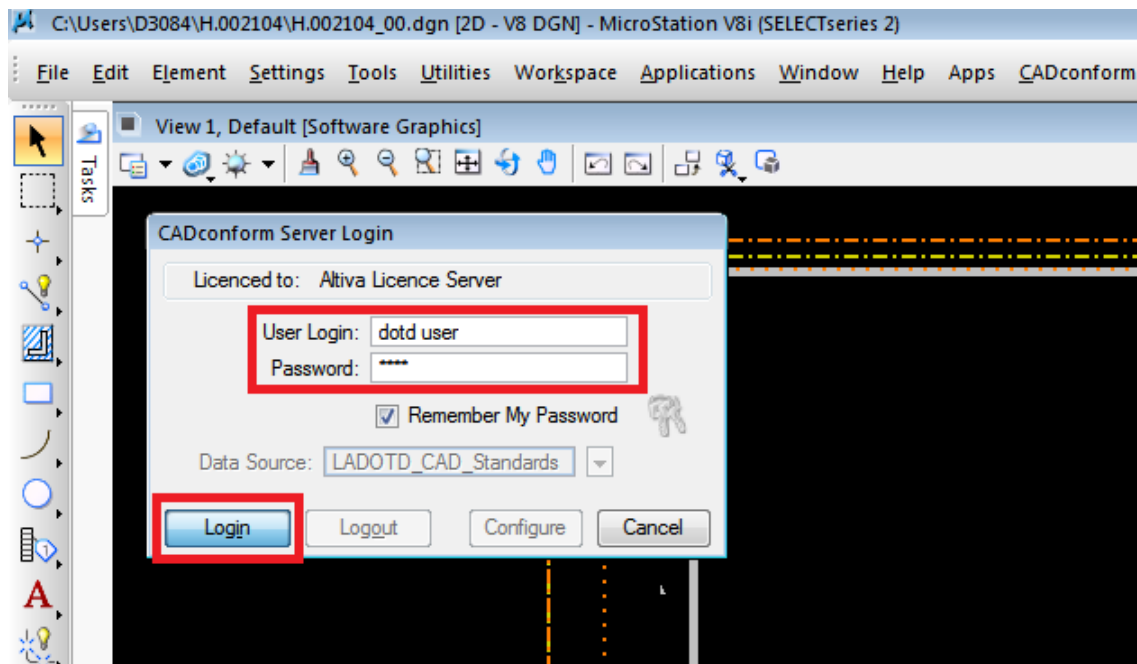 C:\Users\D3084\H.002104\H.002104_00.dgn [2D - V8 DGN] - MicroStation V8i (SELECTseries 2)
File Edit Element Settings Tools Utilities Workspace Applications Window Help Apps CADconform
View 1, Default [Software Graphics]
Tasks
CADconform Server Login
Licenced to: Altiva Licence Server
User Login: dotd user
Password: ****
Remember My Password
Data Source: LADOTD_CAD_Standards
Login Logout Configure Cancel